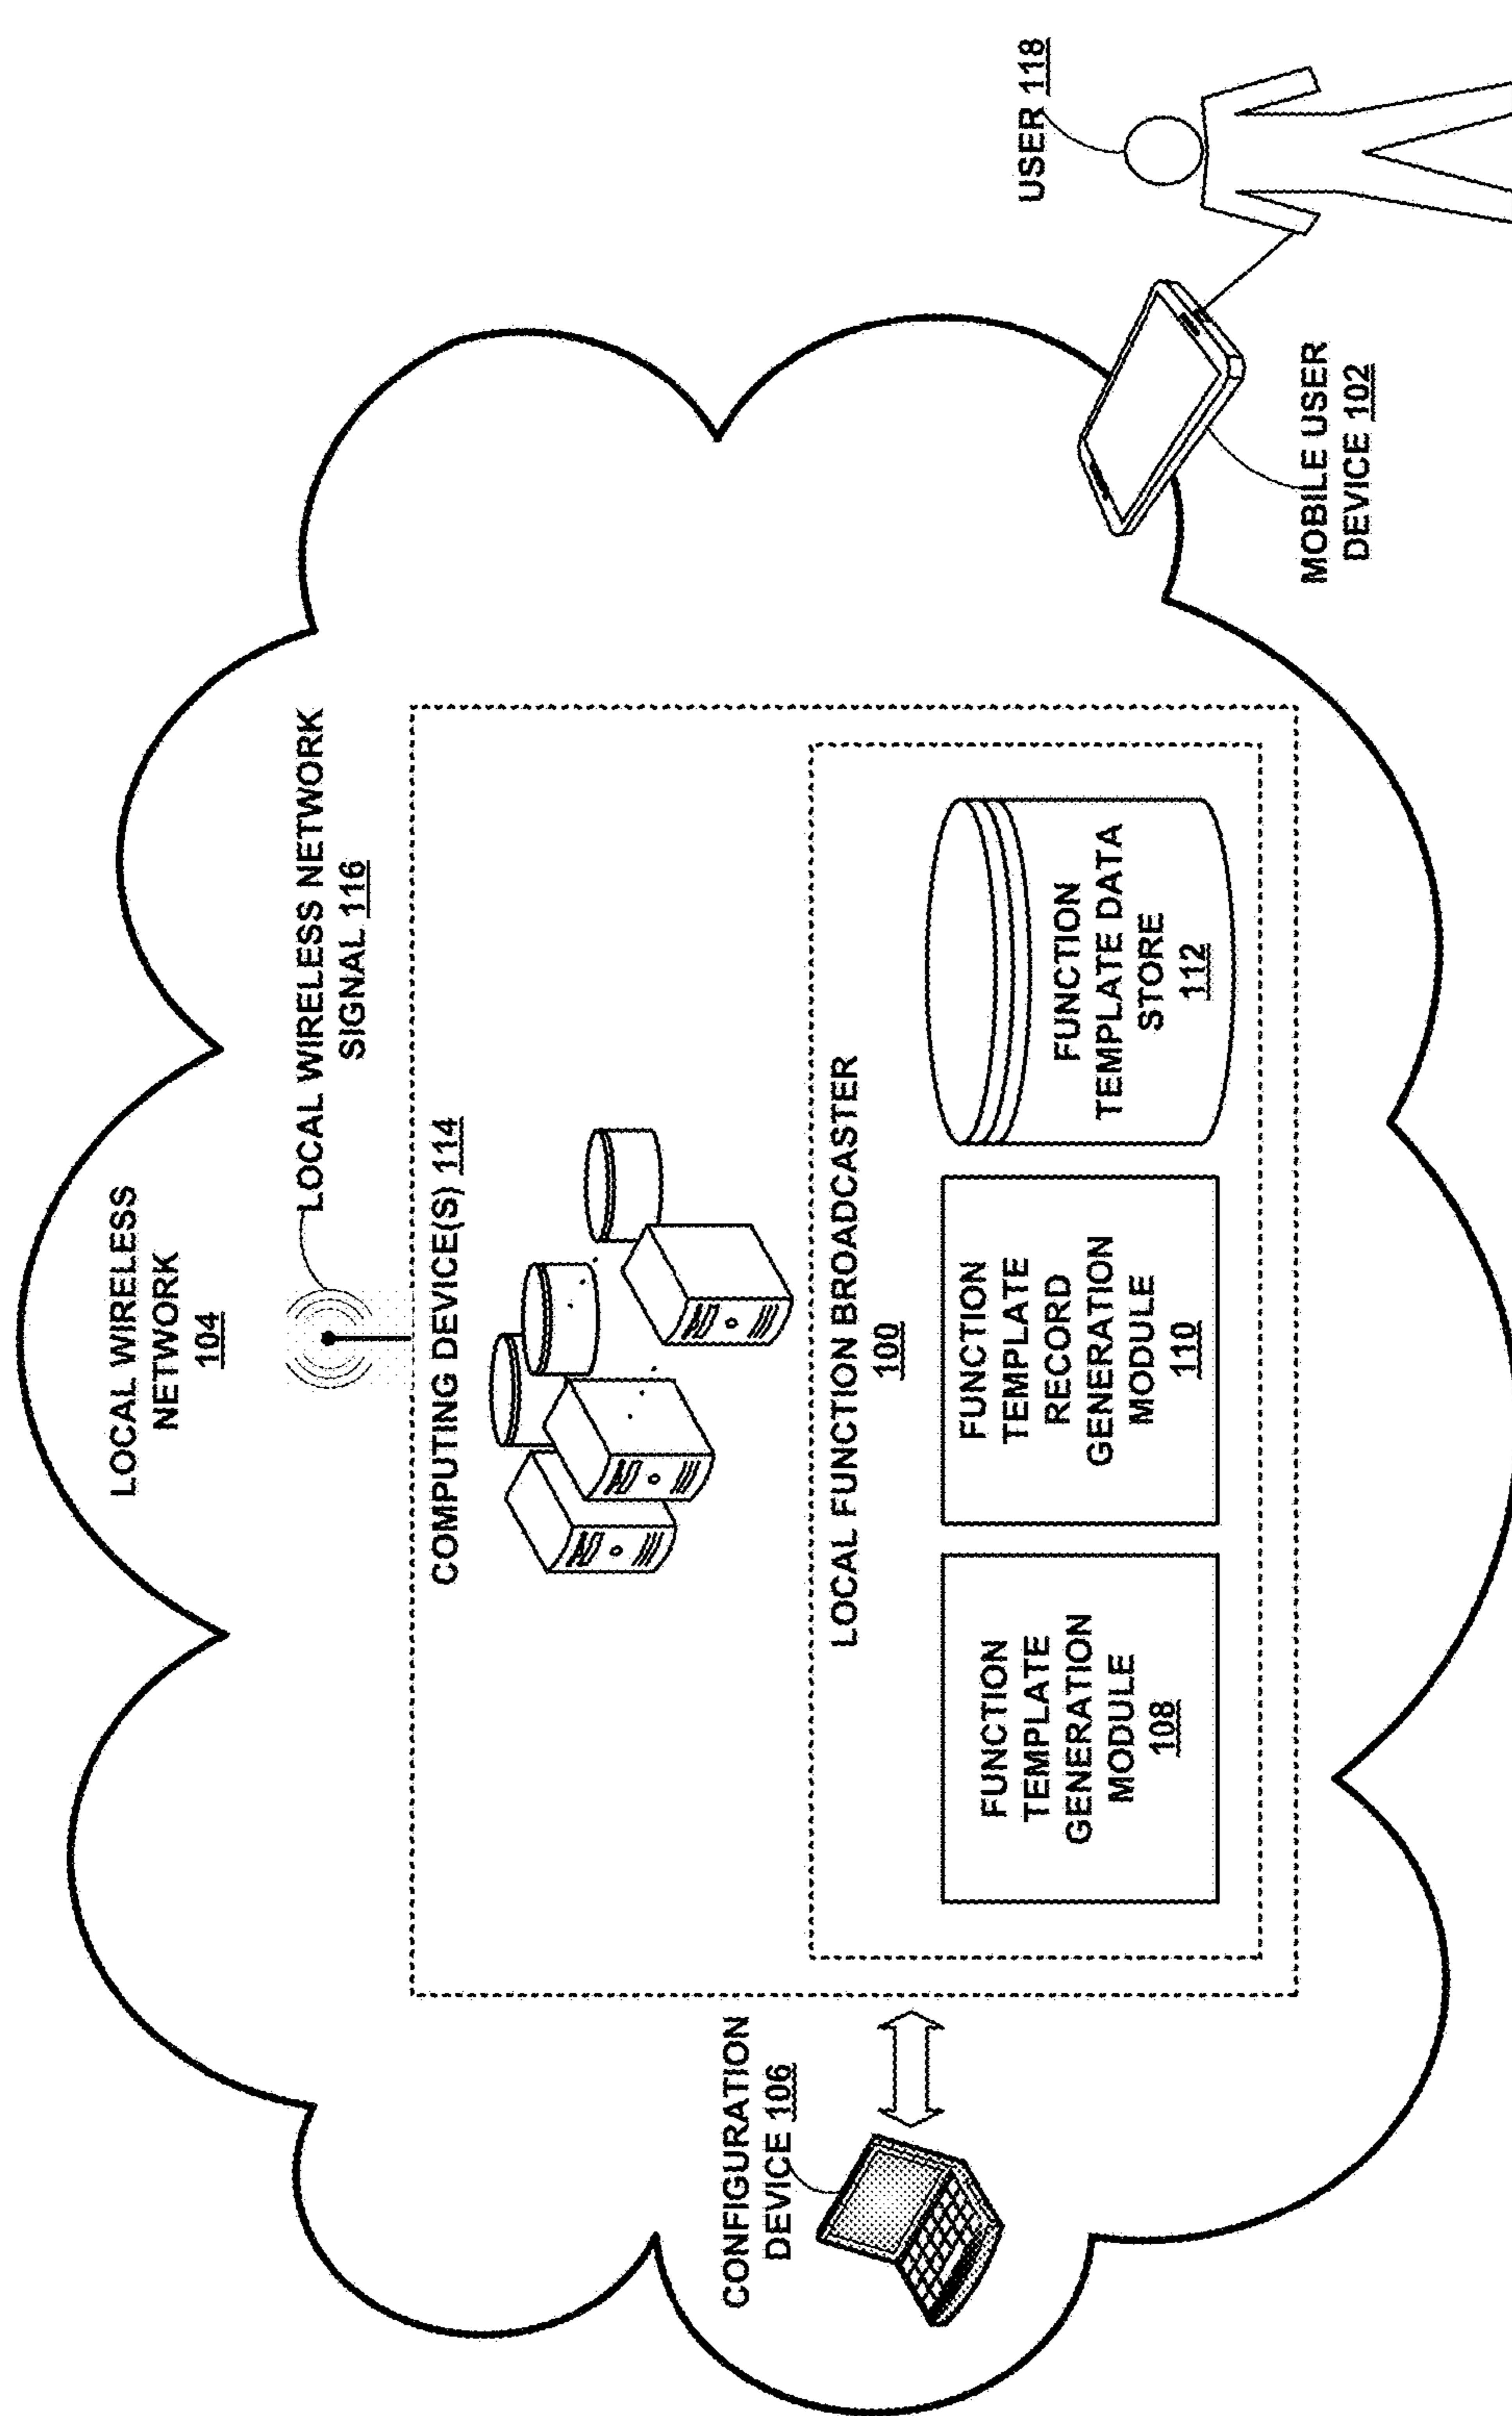 LOCAL WIRELESS
NETWORK
104
LOCAL WIRELESS NETWORK
SIGNAL 116
COMPUTING DEVICE(S) 114
CONFIGURATION
DEVICE 106
LOCAL FUNCTION BROADCASTER
100
FUNCTION
TEMPLATE
GENERATION
MODULE
108
FUNCTION
TEMPLATE
RECORD
GENERATION
MODULE
110
FUNCTION
TEMPLATE DATA
STORE
112
USER 118
MOBILE USER
DEVICE 102